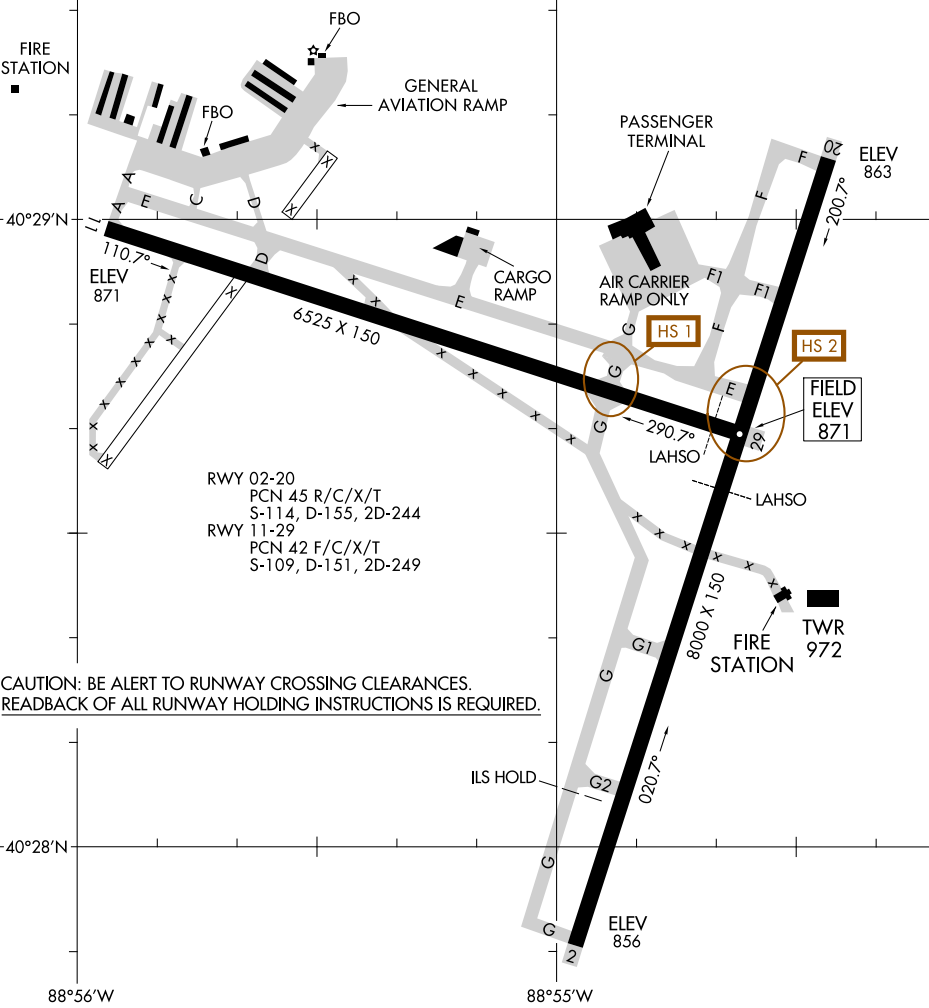 FBO
FIRE
STATION
GENERAL
AVIATION RAMP
FBO
PASSENGER
TERMINAL
20
ELEV
863
F
A
E
C
D
F
200.7°
40°29'N
A
11
110.7°
ELEV
871
D
CARGO
RAMP
F1
F1
AIR CARRIER
RAMP ONLY
E
6525 X 150
G
F
HS 1
HS 2
G
E
FIELD
ELEV
871
G
290.7°
29
LAHSO
LAHSO
RWY 02-20
PCN 45 R/C/X/T
S-114, D-155, 2D-244
RWY 11-29
PCN 42 F/C/X/T
S-109, D-151, 2D-249
8000 X 150
TWR
972
FIRE
STATION
G1
G
CAUTION: BE ALERT TO RUNWAY CROSSING CLEARANCES.
READBACK OF ALL RUNWAY HOLDING INSTRUCTIONS IS REQUIRED.
ILS HOLD
G2
020.7°
40°28'N
G
G
ELEV
856
2
88°56'W
88°55'W